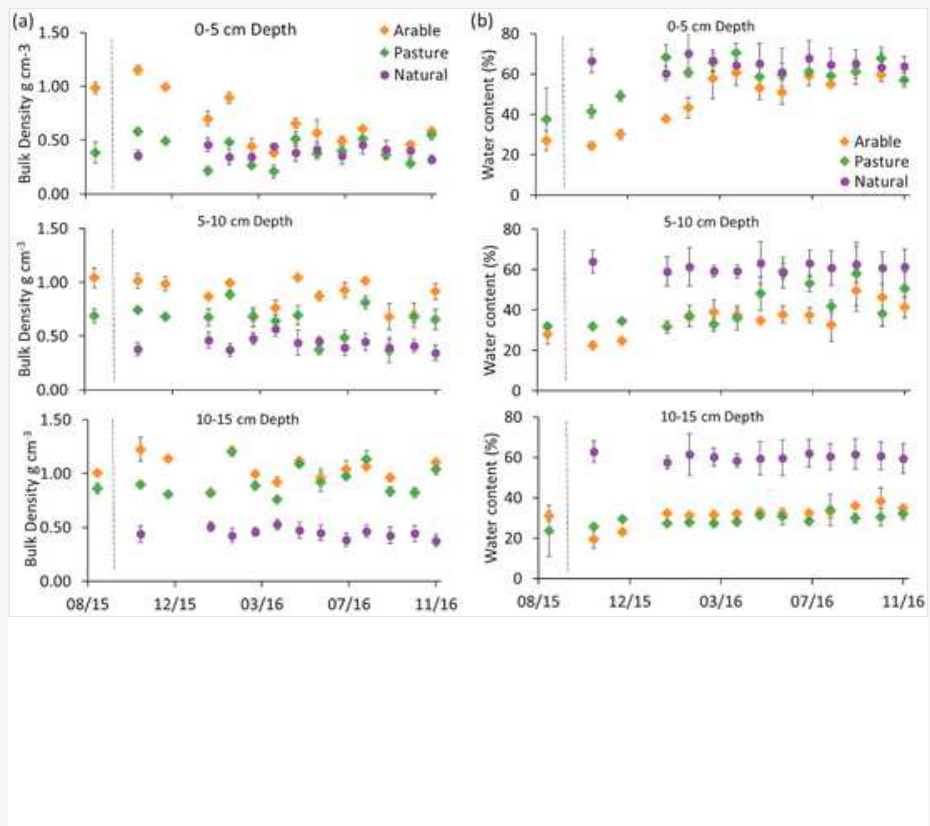 (a)
0-5 cm Depth
Arable
Pasture
Natural
Bulk Density g cm-3
1.50
1.00
0.50
0.00
5-10 cm Depth
Bulk Density g cm-3
1.50
1.00
0.50
0.00
10-15 cm Depth
Bulk Density g cm-3
1.50
1.00
0.50
0.00
08/15 12/15 03/16 07/16 11/16
(b)
0-5 cm Depth
Water content (%)
80
60
40
20
0
Arable
Pasture
Natural
5-10 cm Depth
Water content (%)
80
60
40
20
0
10-15 cm Depth
Water content (%)
80
60
40
20
0
08/15 12/15 03/16 07/16 11/16